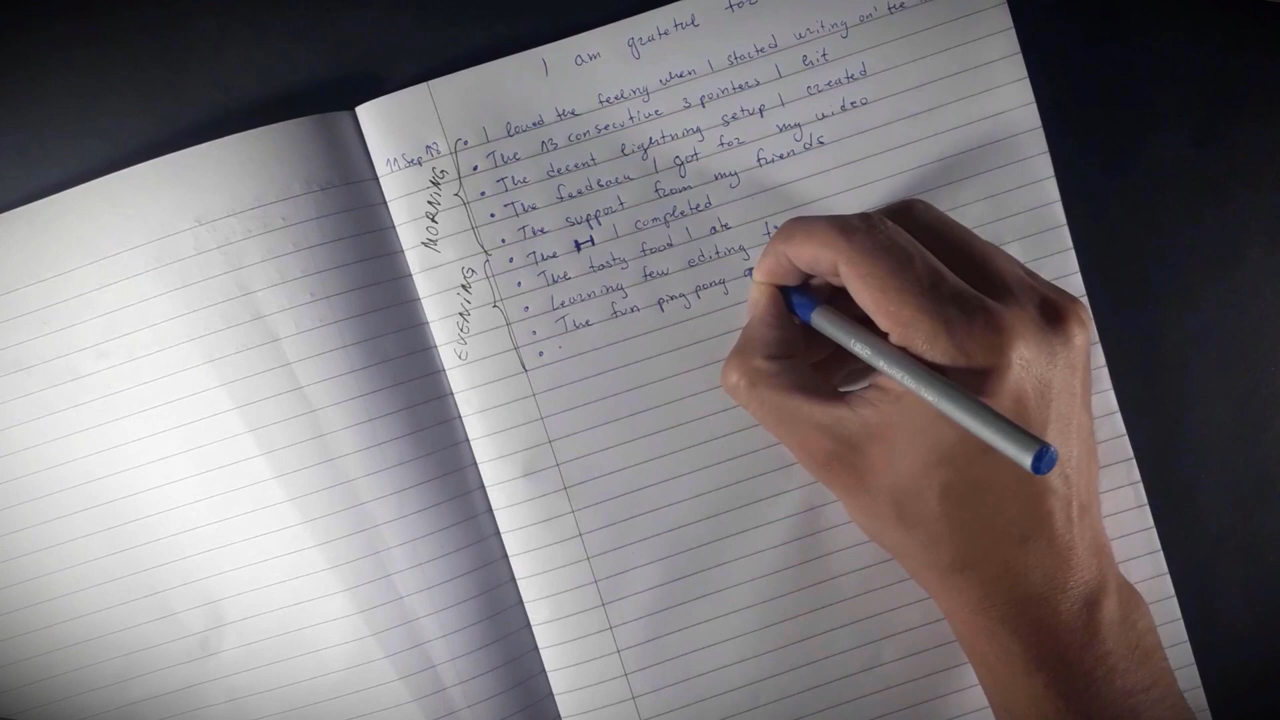 I am grateful for
11 Sep 18
MORNING
• I loved the feeling when I started writing on the
• The 13 consecutive 3 pointers I hit
• The decent lightning setup I created
• The feedback I got for my video
• The support from my friends
EVENING
• The H I completed
• The tasty food I ate
• Learning few editing
• The fun ping pong
•